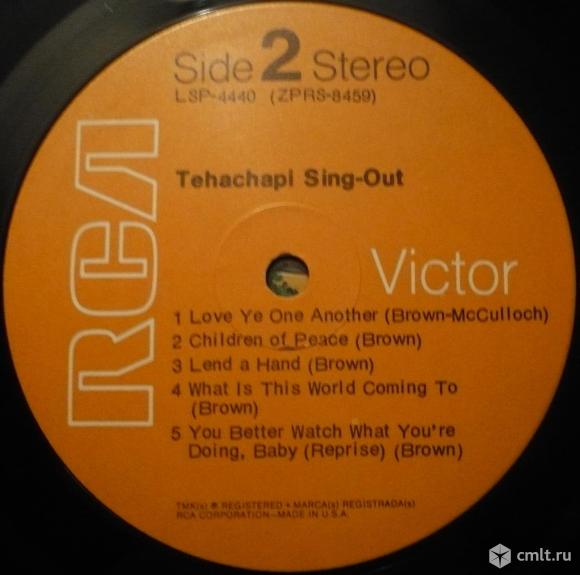 Side 2 Stereo
LSP-4440 (ZPRS-8459)
Tehachapi Sing-Out
RCA
Victor
1 Love Ye One Another (Brown-McCulloch)
2 Children of Peace (Brown)
3 Lend a Hand (Brown)
4 What Is This World Coming To
(Brown)
5 You Better Watch What You're
Doing, Baby (Reprise) (Brown)
TMK(s) ® REGISTERED • MARCA(s) REGISTRADA(s)
RCA CORPORATION—MADE IN U.S.A.
cmlt.ru